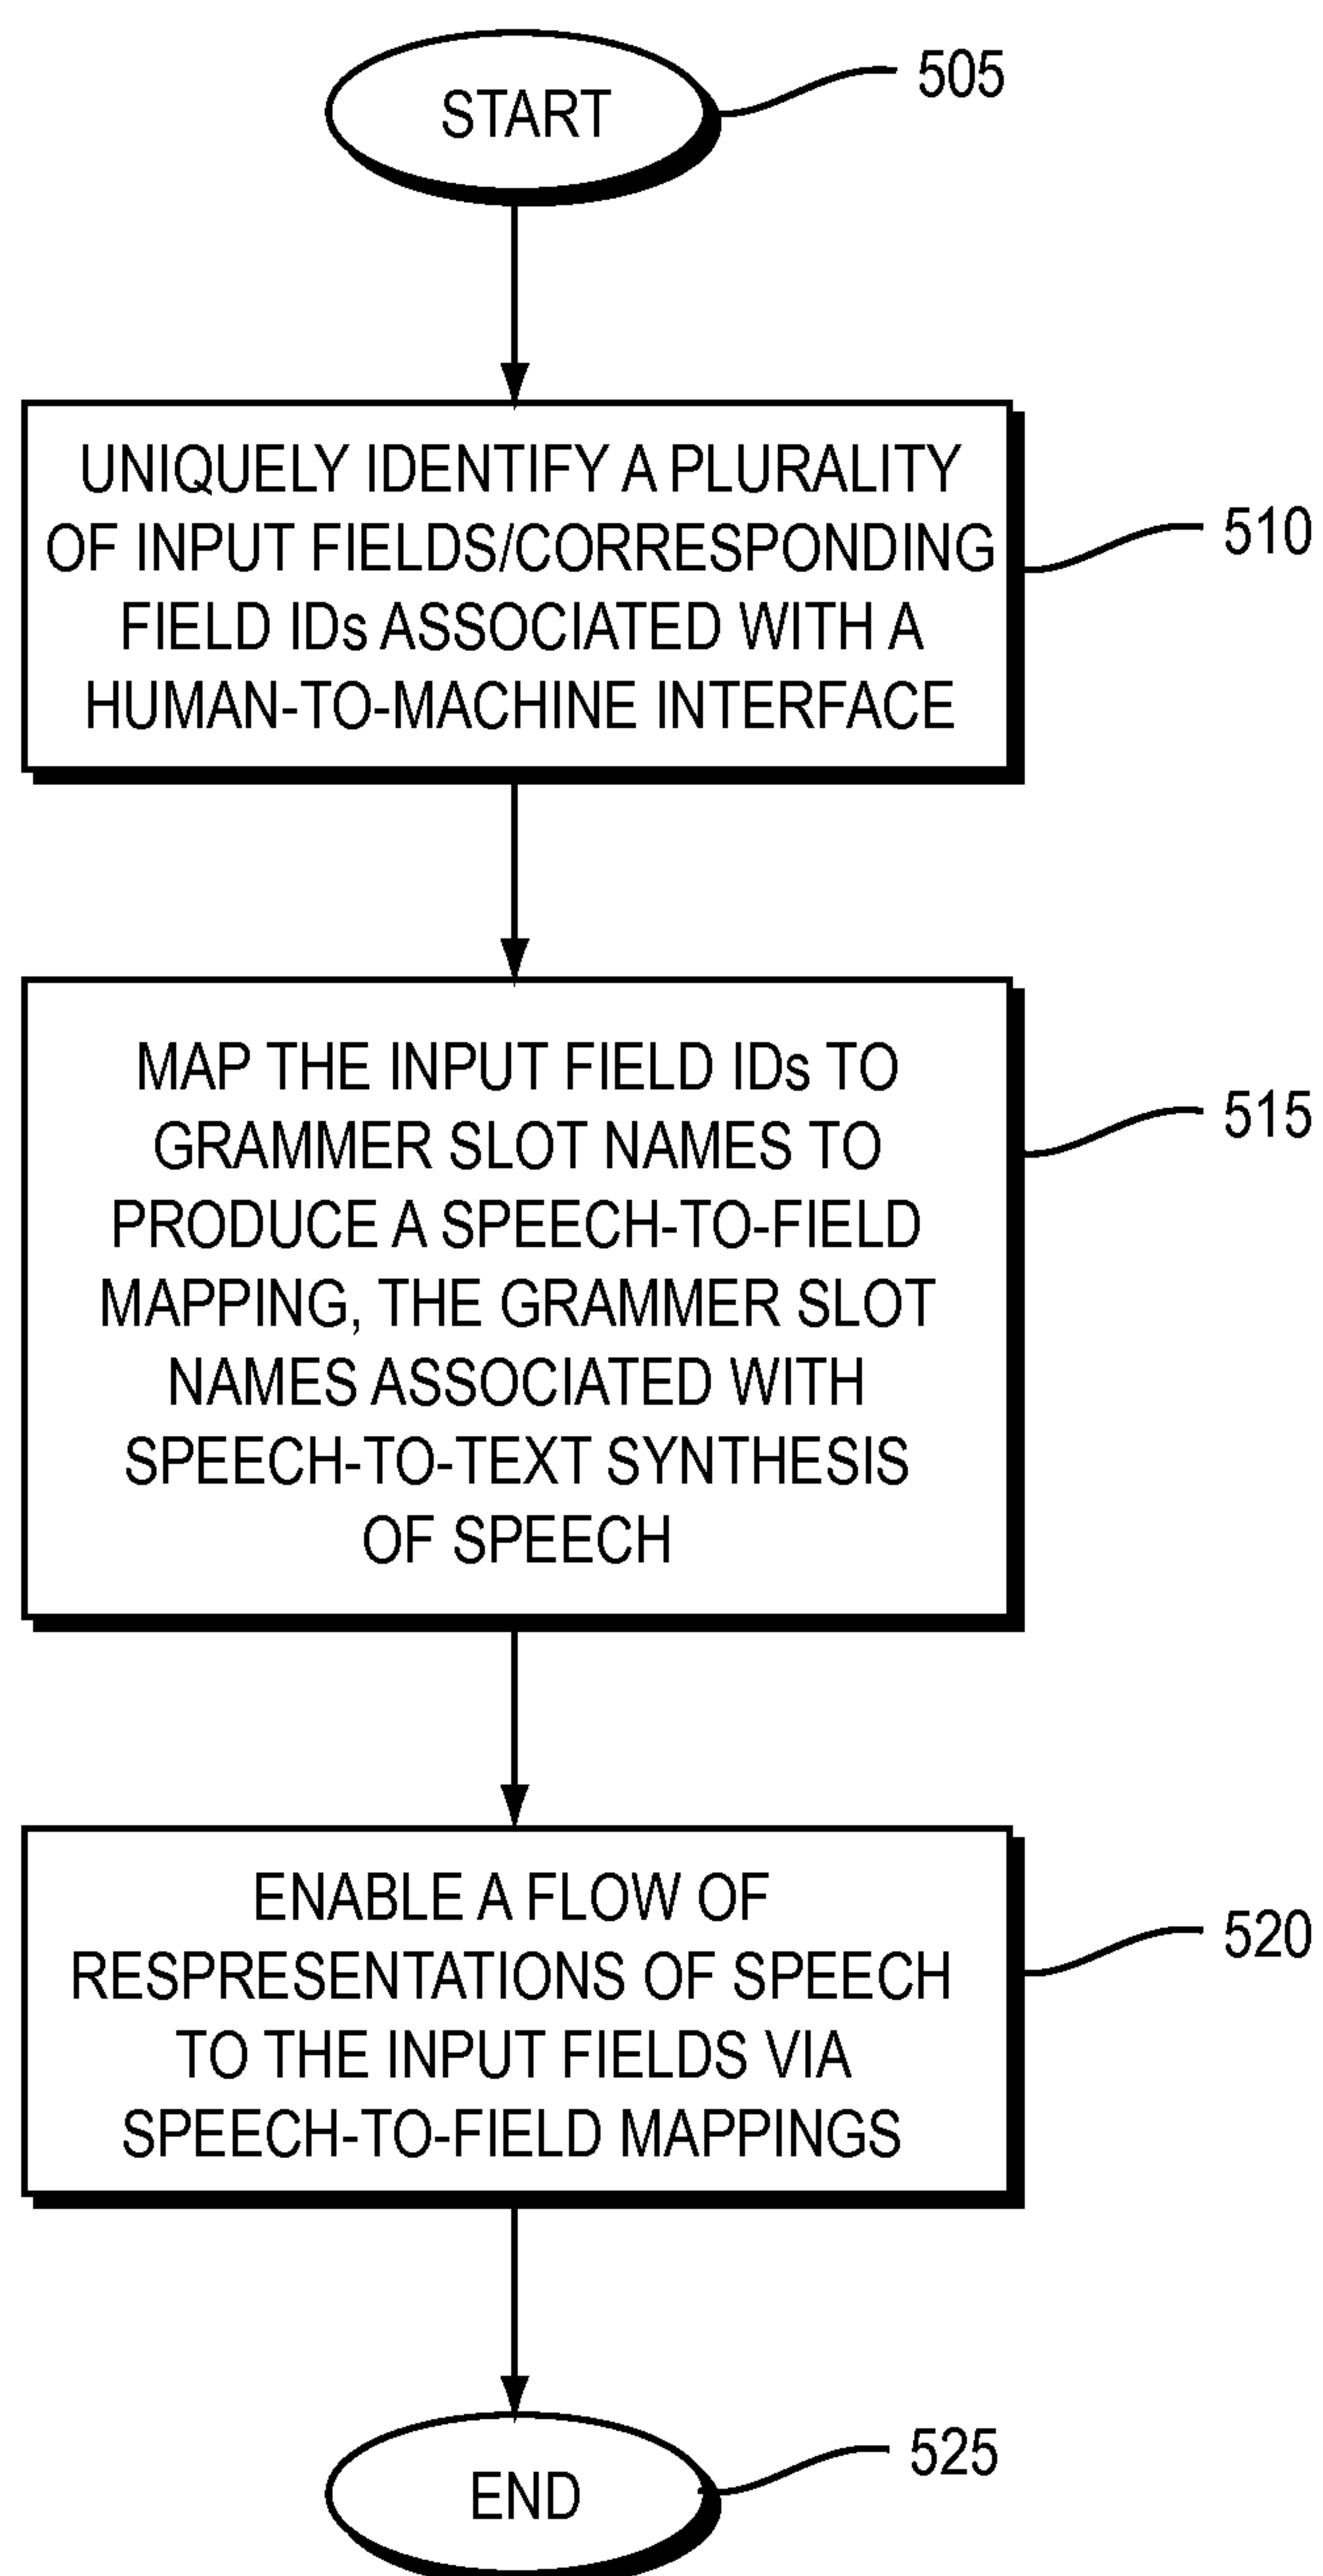 START
505
UNIQUELY IDENTIFY A PLURALITY
OF INPUT FIELDS/CORRESPONDING
FIELD IDs ASSOCIATED WITH A
HUMAN-TO-MACHINE INTERFACE
510
MAP THE INPUT FIELD IDs TO
GRAMMER SLOT NAMES TO
PRODUCE A SPEECH-TO-FIELD
MAPPING, THE GRAMMER SLOT
NAMES ASSOCIATED WITH
SPEECH-TO-TEXT SYNTHESIS
OF SPEECH
515
ENABLE A FLOW OF
RESPRESENTATIONS OF SPEECH
TO THE INPUT FIELDS VIA
SPEECH-TO-FIELD MAPPINGS
520
END
525